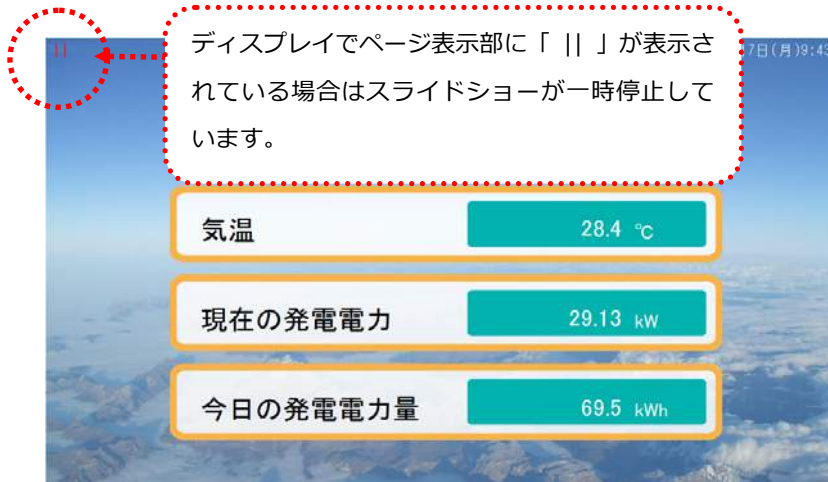 ディスプレイでページ表示部に「 || 」が表示さ
れている場合はスライドショーが一時停止して
います。
||
7日(月)9:43
気温
28.4 ℃
現在の発電電力
29.13 kW
今日の発電電力量
69.5 kWh